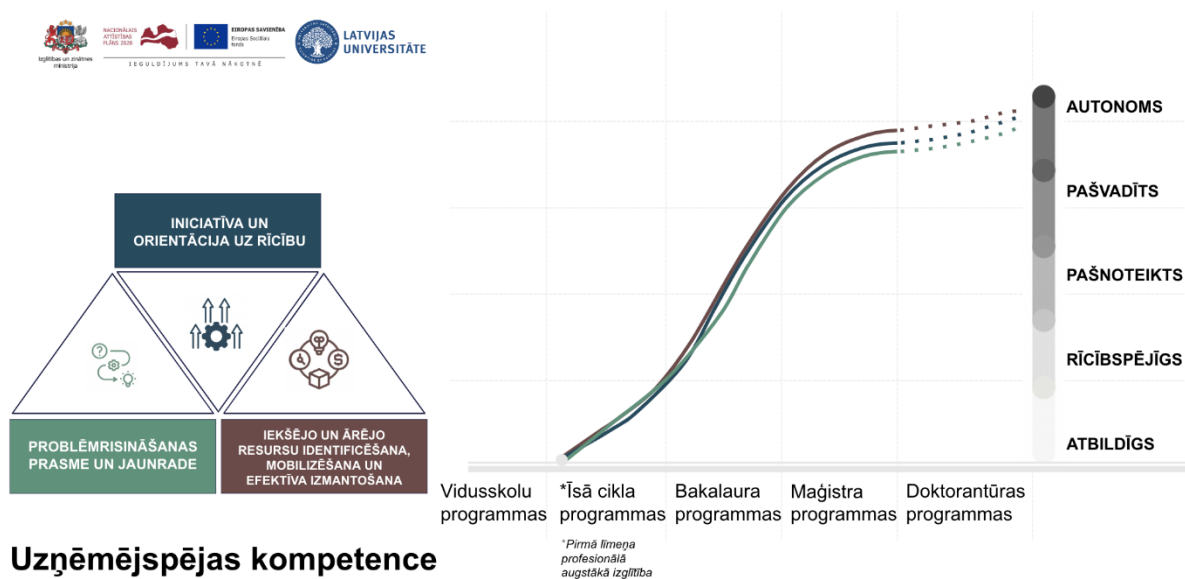 Izglītības un zinātnes
ministrija
NACIONĀLAIS
ATTĪSTĪBAS
PLĀNS 2020
EIROPAS SAVIENĪBA
Eiropas Sociālais
fonds
IEGULDĪJUMS TAVĀ NĀKOTNĒ
LATVIJAS
UNIVERSITĀTE
INICIATĪVA UN
ORIENTĀCIJA UZ RĪCĪBU
PROBLĒMRISINĀŠANAS
PRASME UN JAUNRADE
IEKŠĒJO UN ĀRĒJO
RESURSU IDENTIFICĒŠANA,
MOBILIZĒŠANA UN
EFEKTĪVA IZMANTOŠANA
Uzņēmējspējas kompetence
AUTONOMS
PAŠVADĪTS
PAŠNOTEIKTS
RĪCĪBSPĒJĪGS
ATBILDĪGS
Vidusskolu
programmas
*Īsā cikla
programmas
Bakalaura
programmas
Maģistra
programmas
Doktorantūras
programmas
*Pirmā līmeņa
profesionālā
augstākā izglītība